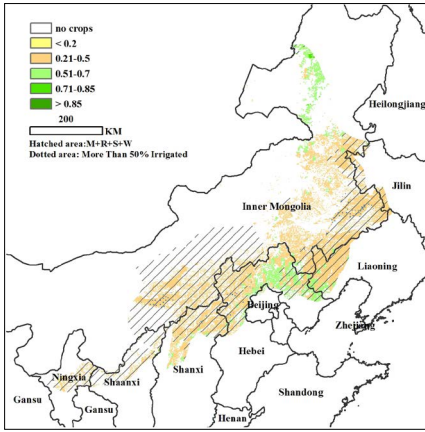 no crops
< 0.2
0.21-0.5
0.51-0.7
0.71-0.85
> 0.85
200
KM
Hatched area:M+R+S+W
Dotted area: More Than 50% Irrigated
Heilongjiang
Jilin
Inner Mongolia
Liaoning
Beijing
Zhejiang
Hebei
Ningxia
Shaanxi
Shanxi
Shandong
Gansu
Gansu
Henan